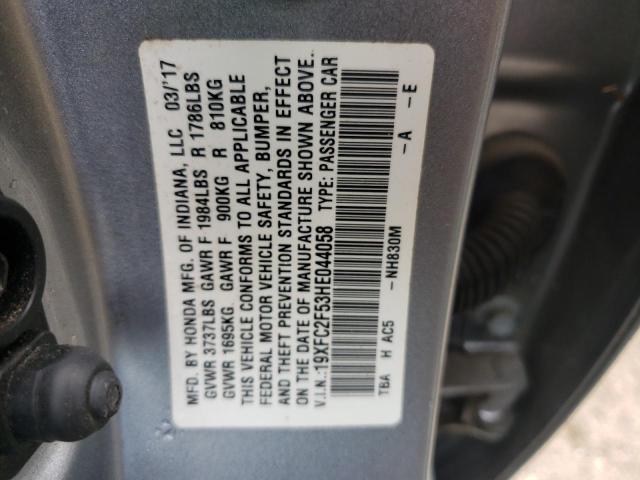 MFD. BY HONDA MFG. OF INDIANA, LLC 03/'17
GVWR 3737LBS GAWR F 1984LBS R 1786LBS
GVWR 1695KG GAWR F 900KG R 810KG
THIS VEHICLE CONFORMS TO ALL APPLICABLE
FEDERAL MOTOR VEHICLE SAFETY, BUMPER,
AND THEFT PREVENTION STANDARDS IN EFFECT
ON THE DATE OF MANUFACTURE SHOWN ABOVE.
V.I.N.:19XFC2F53HE044058 TYPE: PASSENGER CAR
TBA H AC5 -NH830M -A -E